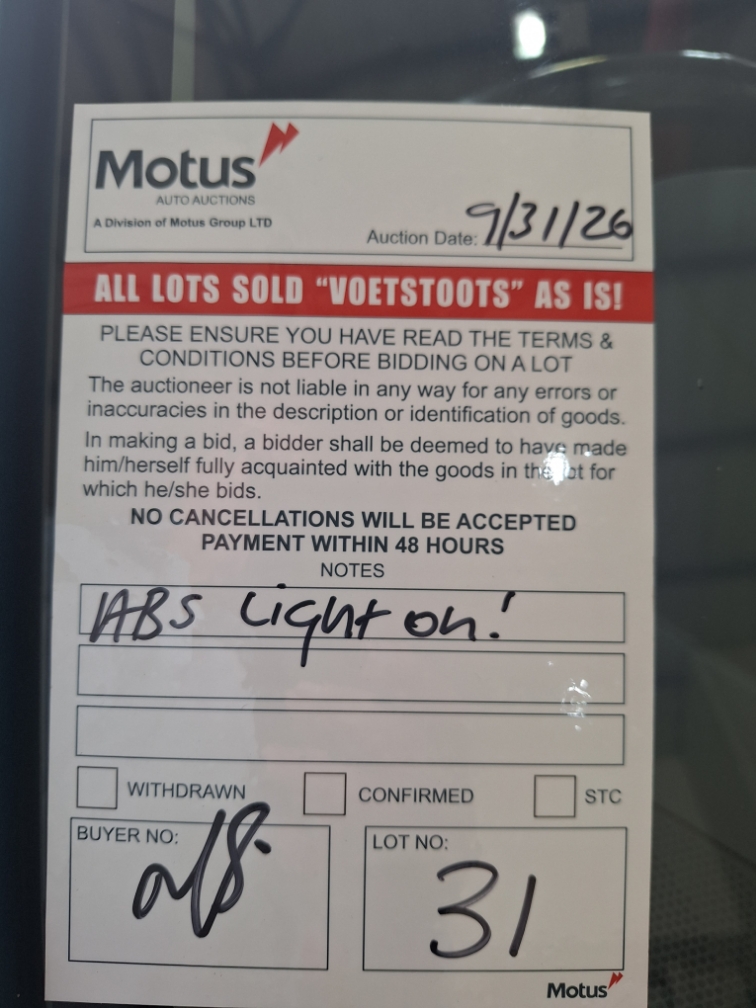 Motus
AUTO AUCTIONS
A Division of Motus Group LTD
Auction Date: 9/31/26
ALL LOTS SOLD "VOETSTOOTS" AS IS!
PLEASE ENSURE YOU HAVE READ THE TERMS &
CONDITIONS BEFORE BIDDING ON A LOT
The auctioneer is not liable in any way for any errors or
inaccuracies in the description or identification of goods.
In making a bid, a bidder shall be deemed to have made
him/herself fully acquainted with the goods in the lot for
which he/she bids.
NO CANCELLATIONS WILL BE ACCEPTED
PAYMENT WITHIN 48 HOURS
NOTES
ABS Light on!
WITHDRAWN CONFIRMED STC
BUYER NO: LOT NO:
31
Motus